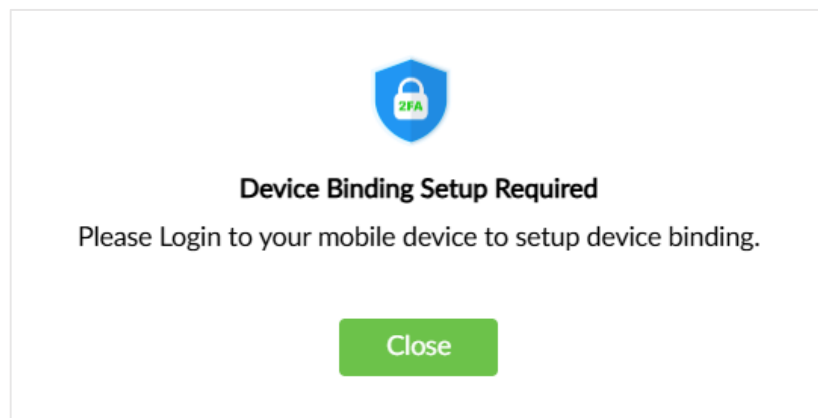 2FA
Device Binding Setup Required
Please Login to your mobile device to setup device binding.
Close